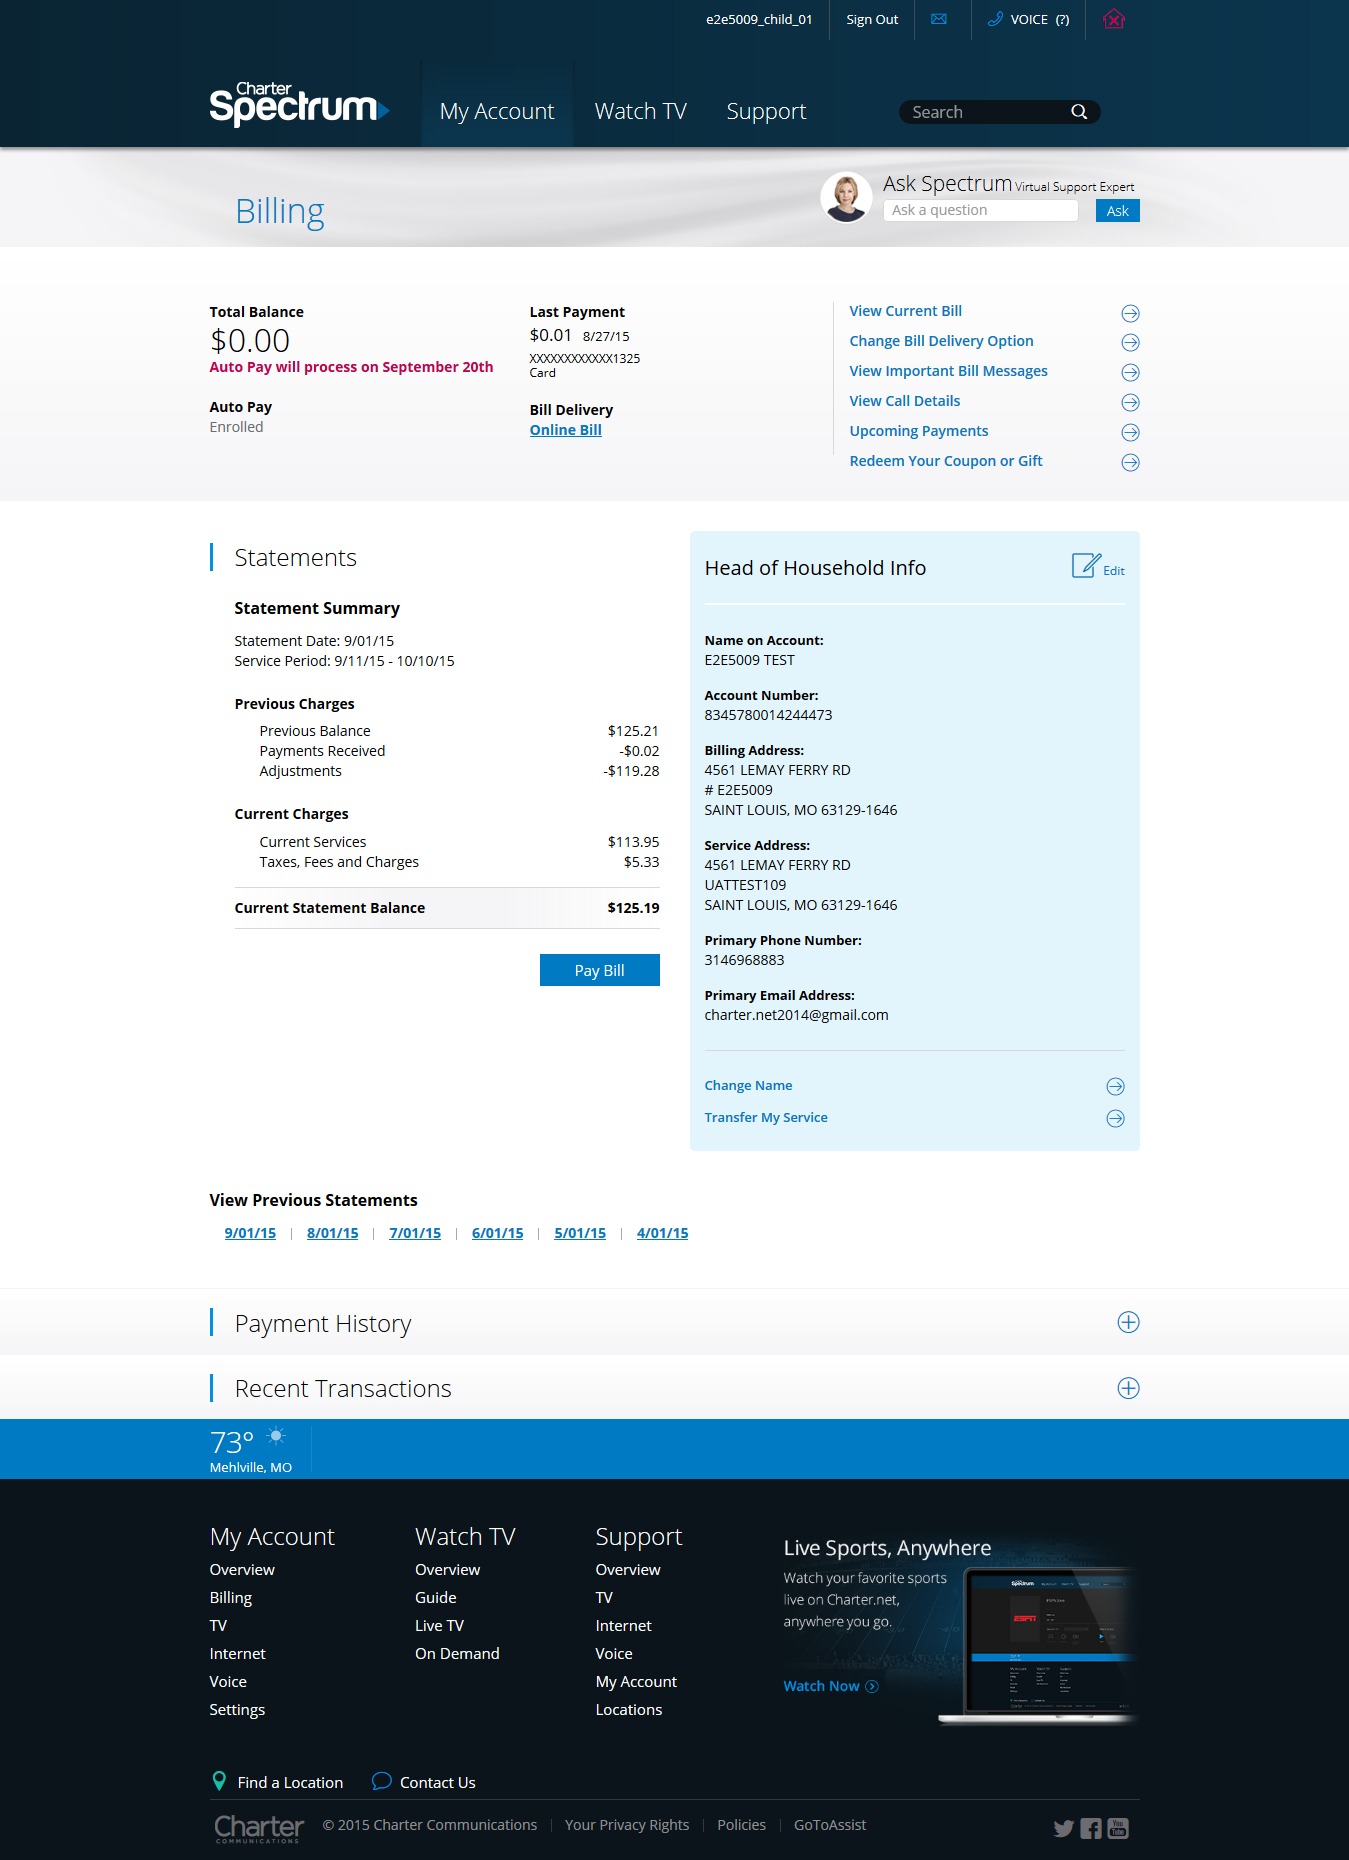 e2e5009_child_01
Sign Out
VOICE (?)
Charter
Spectrum
My Account
Watch TV
Support
Search
Billing
Ask Spectrum Virtual Support Expert
Ask a question
Ask
Total Balance
$0.00
Auto Pay will process on September 20th
Auto Pay
Enrolled
Last Payment
$0.01 8/27/15
XXXXXXXXXXXX1325
Card
Bill Delivery
Online Bill
View Current Bill
Change Bill Delivery Option
View Important Bill Messages
View Call Details
Upcoming Payments
Redeem Your Coupon or Gift
Statements
Statement Summary
Statement Date: 9/01/15
Service Period: 9/11/15 - 10/10/15
Previous Charges
Previous Balance $125.21
Payments Received -$0.02
Adjustments -$119.28
Current Charges
Current Services $113.95
Taxes, Fees and Charges $5.33
Current Statement Balance $125.19
Pay Bill
Head of Household Info
Edit
Name on Account:
E2E5009 TEST
Account Number:
8345780014244473
Billing Address:
4561 LEMAY FERRY RD
# E2E5009
SAINT LOUIS, MO 63129-1646
Service Address:
4561 LEMAY FERRY RD
UATTEST109
SAINT LOUIS, MO 63129-1646
Primary Phone Number:
3146968883
Primary Email Address:
charter.net2014@gmail.com
Change Name
Transfer My Service
View Previous Statements
9/01/15 | 8/01/15 | 7/01/15 | 6/01/15 | 5/01/15 | 4/01/15
Payment History
Recent Transactions
73°
Mehlville, MO
My Account
Overview
Billing
TV
Internet
Voice
Settings
Watch TV
Overview
Guide
Live TV
On Demand
Support
Overview
TV
Internet
Voice
My Account
Locations
Live Sports, Anywhere
Watch your favorite sports
live on Charter.net,
anywhere you go.
Watch Now
Spectrum
ESPN
Find a Location
Contact Us
Charter
COMMUNICATIONS
© 2015 Charter Communications | Your Privacy Rights | Policies | GoToAssist
You
Tube